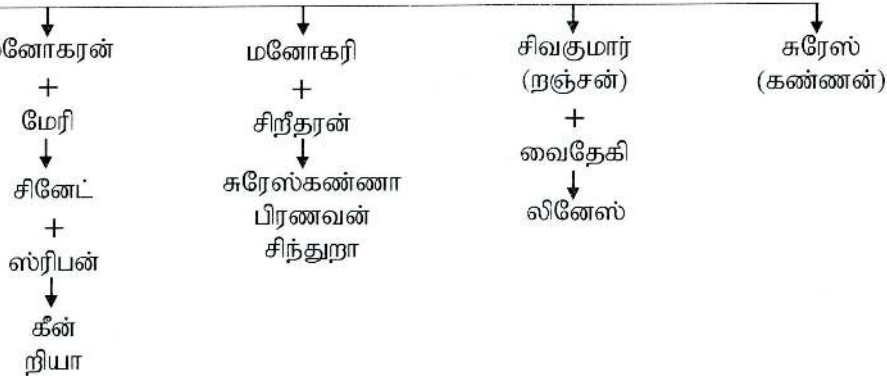 னோகரன்
+
மேரி
சினேட்
+
ஸ்ரிபன்
கீன்
றியா
மனோகரி
+
சிறீதரன்
சுரேஸ்கண்ணா
பிரணவன்
சிந்துறா
சிவகுமார்
(றஞ்சன்)
+
வைதேகி
லினேஸ்
சுரேஸ்
(கண்ணன்)